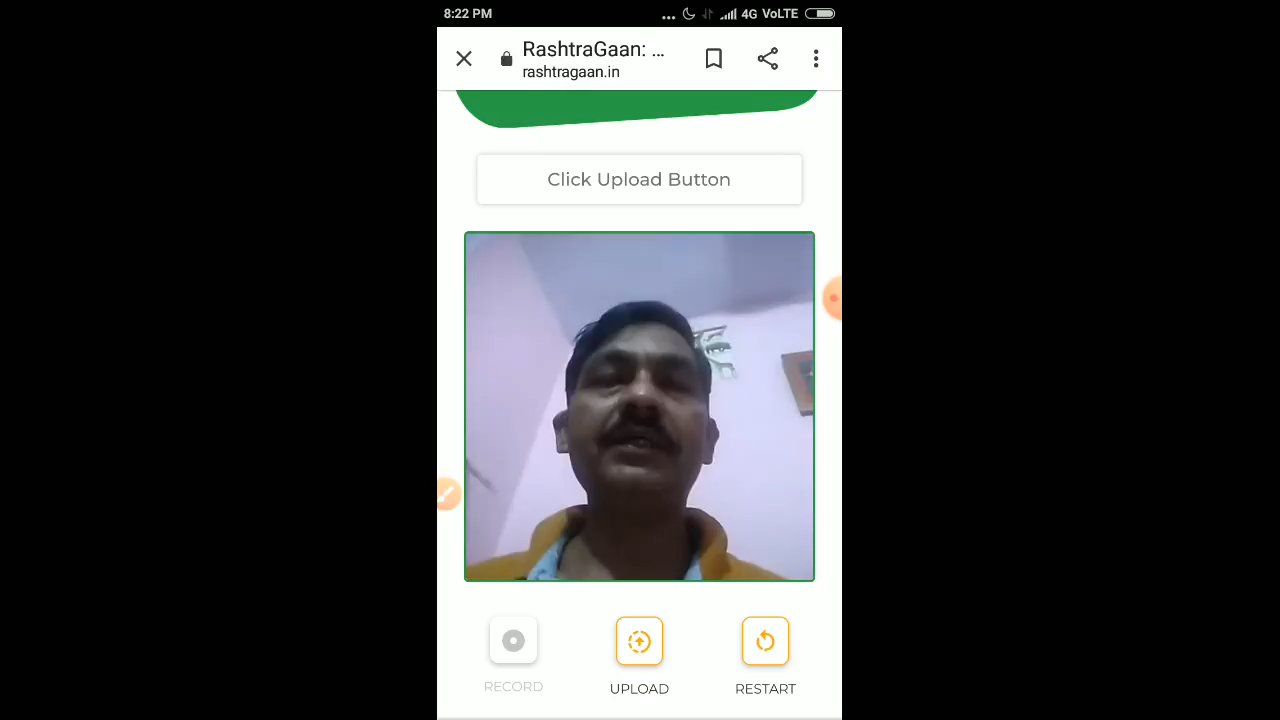 8:22 PM
4G VoLTE
RashtraGaan: ...
rashtragaan.in
Click Upload Button
RECORD
UPLOAD
RESTART